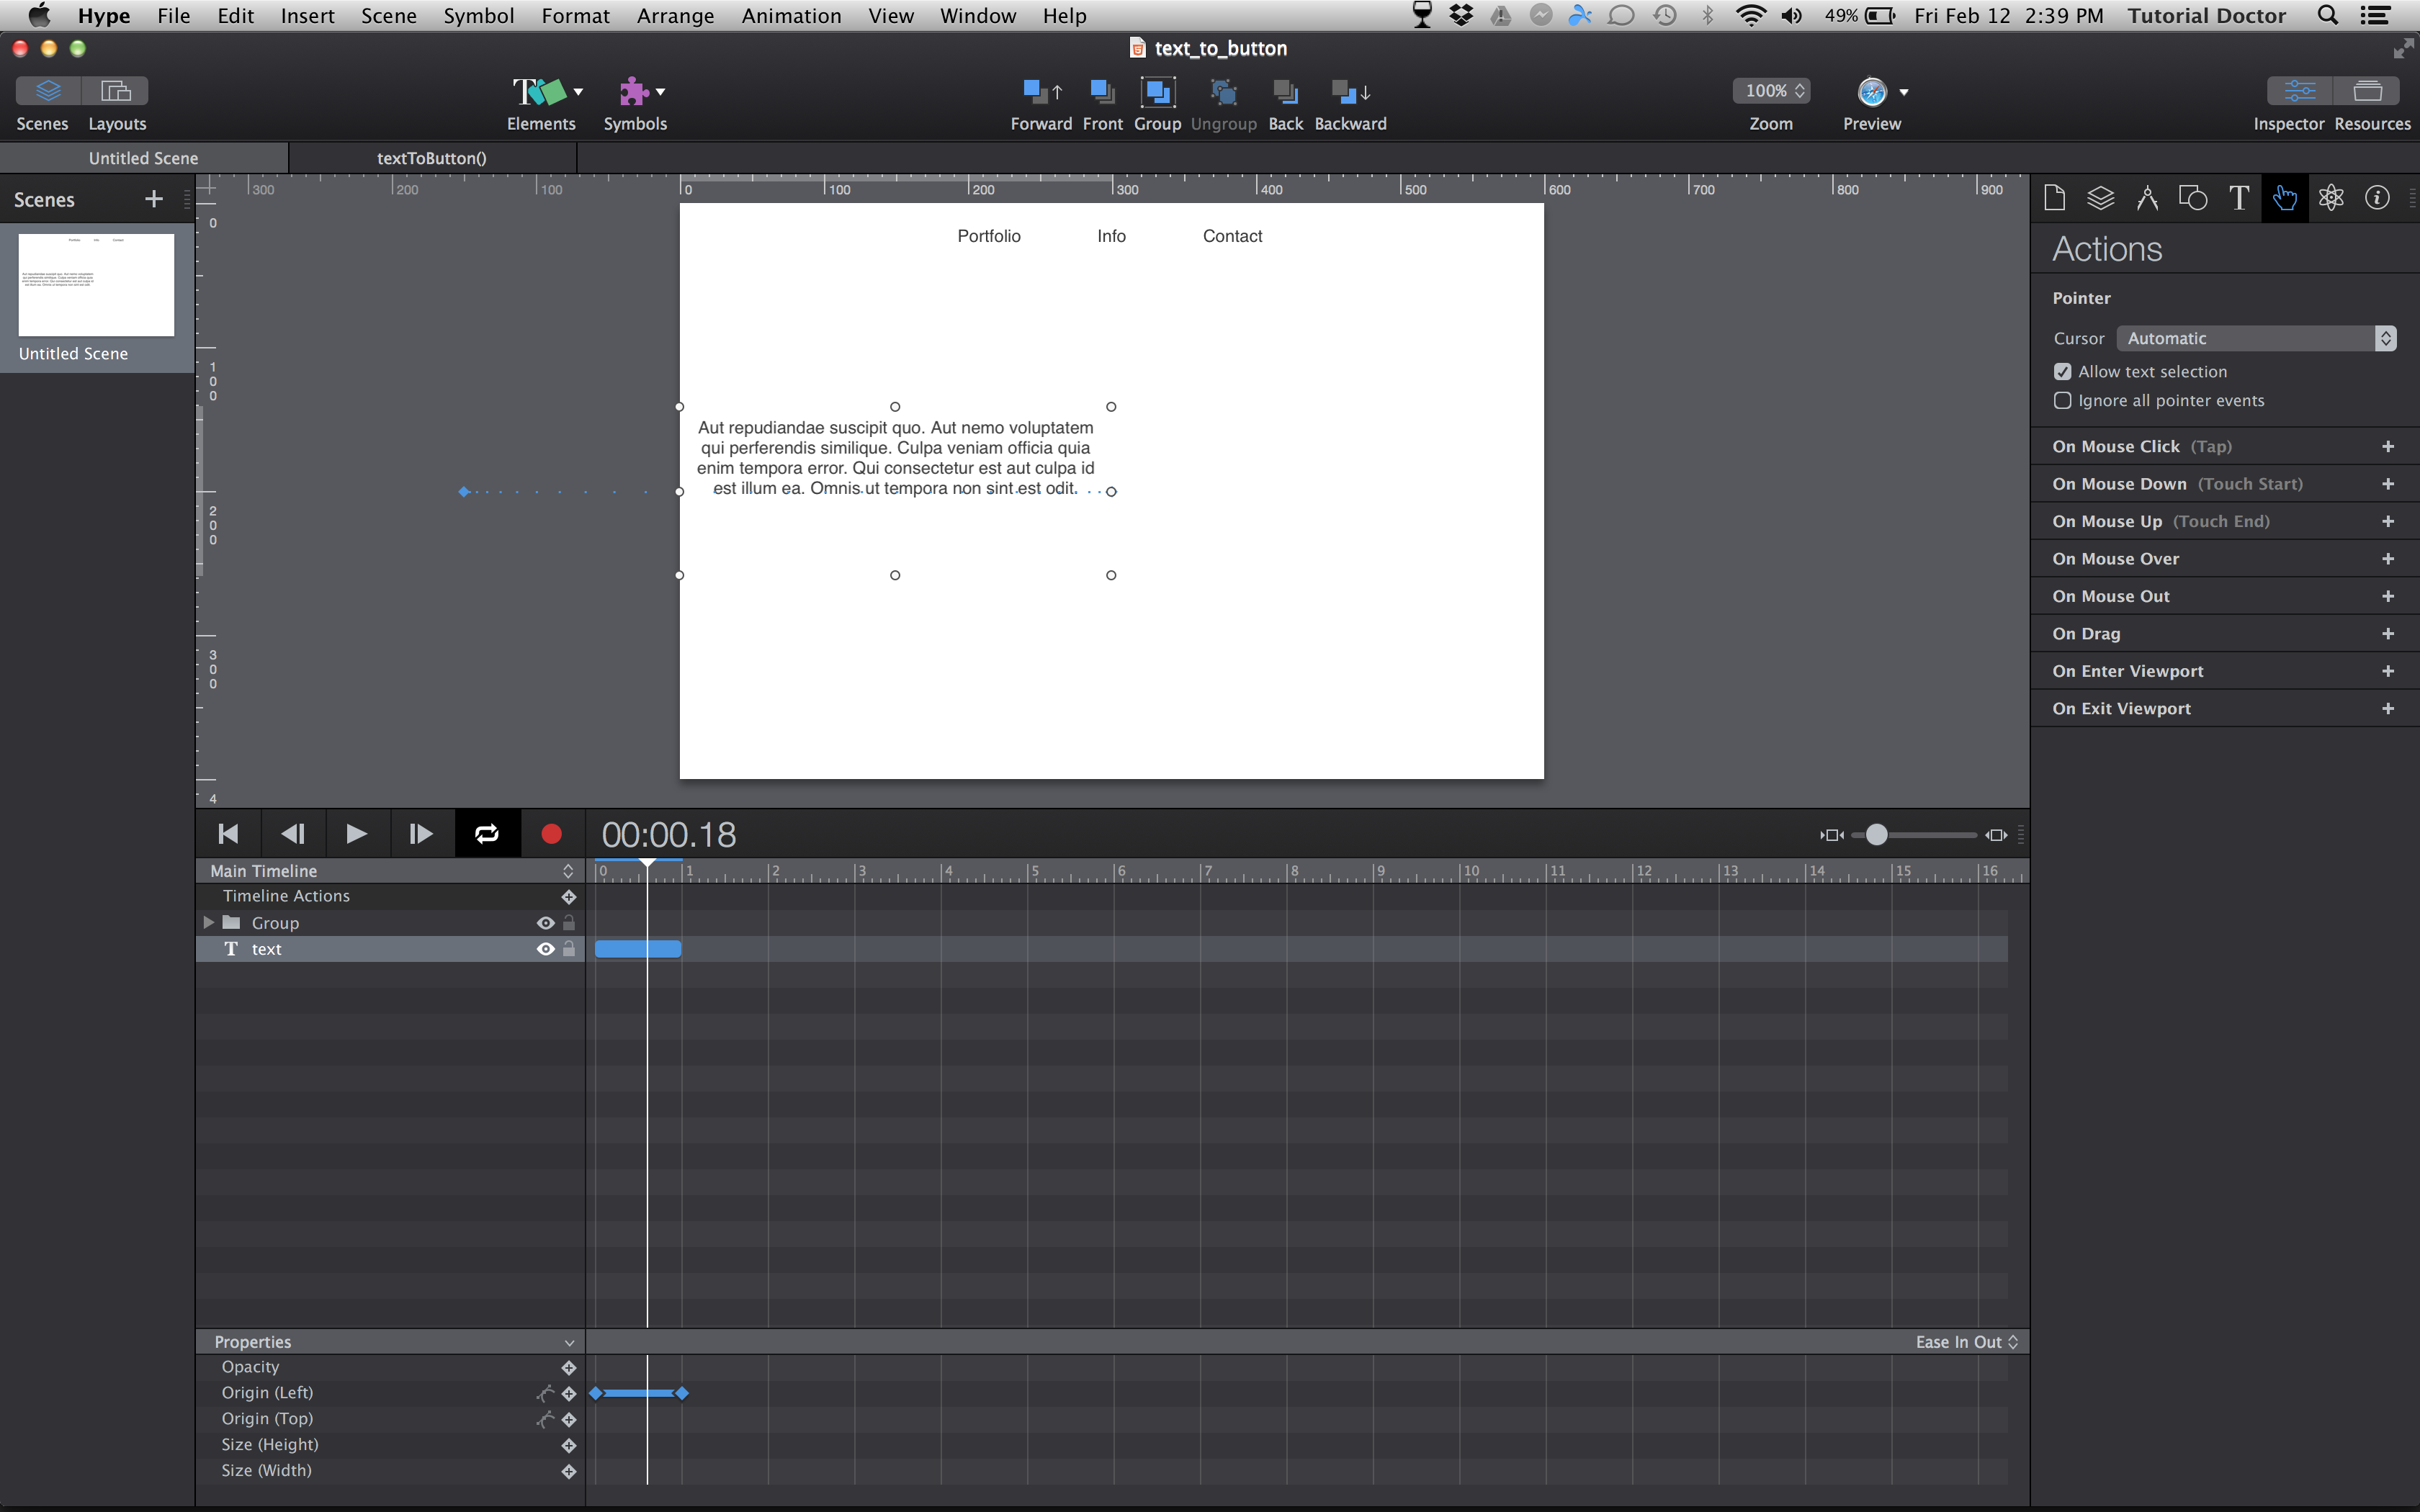 Hype File Edit Insert Scene Symbol Format Arrange Animation View Window Help 49% Fri Feb 12 2:39 PM Tutorial Doctor
text_to_button
100%
Scenes Layouts Elements Symbols Forward Front Group Ungroup Back Backward Zoom Preview Inspector Resources
Untitled Scene textToButton()
Scenes
Untitled Scene
300 200 100 0 100 200 300 400 500 600 700 800 900
0
100
200
300
4
Portfolio Info Contact
Aut repudiandae suscipit quo. Aut nemo voluptatem
qui perferendis similique. Culpa veniam officia quia
enim tempora error. Qui consectetur est aut culpa id
est illum ea. Omnis ut tempora non sint est odit.
Actions
Pointer
Cursor Automatic
Allow text selection
Ignore all pointer events
On Mouse Click (Tap)
On Mouse Down (Touch Start)
On Mouse Up (Touch End)
On Mouse Over
On Mouse Out
On Drag
On Enter Viewport
On Exit Viewport
00:00.18
Main Timeline 0 1 2 3 4 5 6 7 8 9 10 11 12 13 14 15 16
Timeline Actions
Group
T text
Properties Ease In Out
Opacity
Origin (Left)
Origin (Top)
Size (Height)
Size (Width)